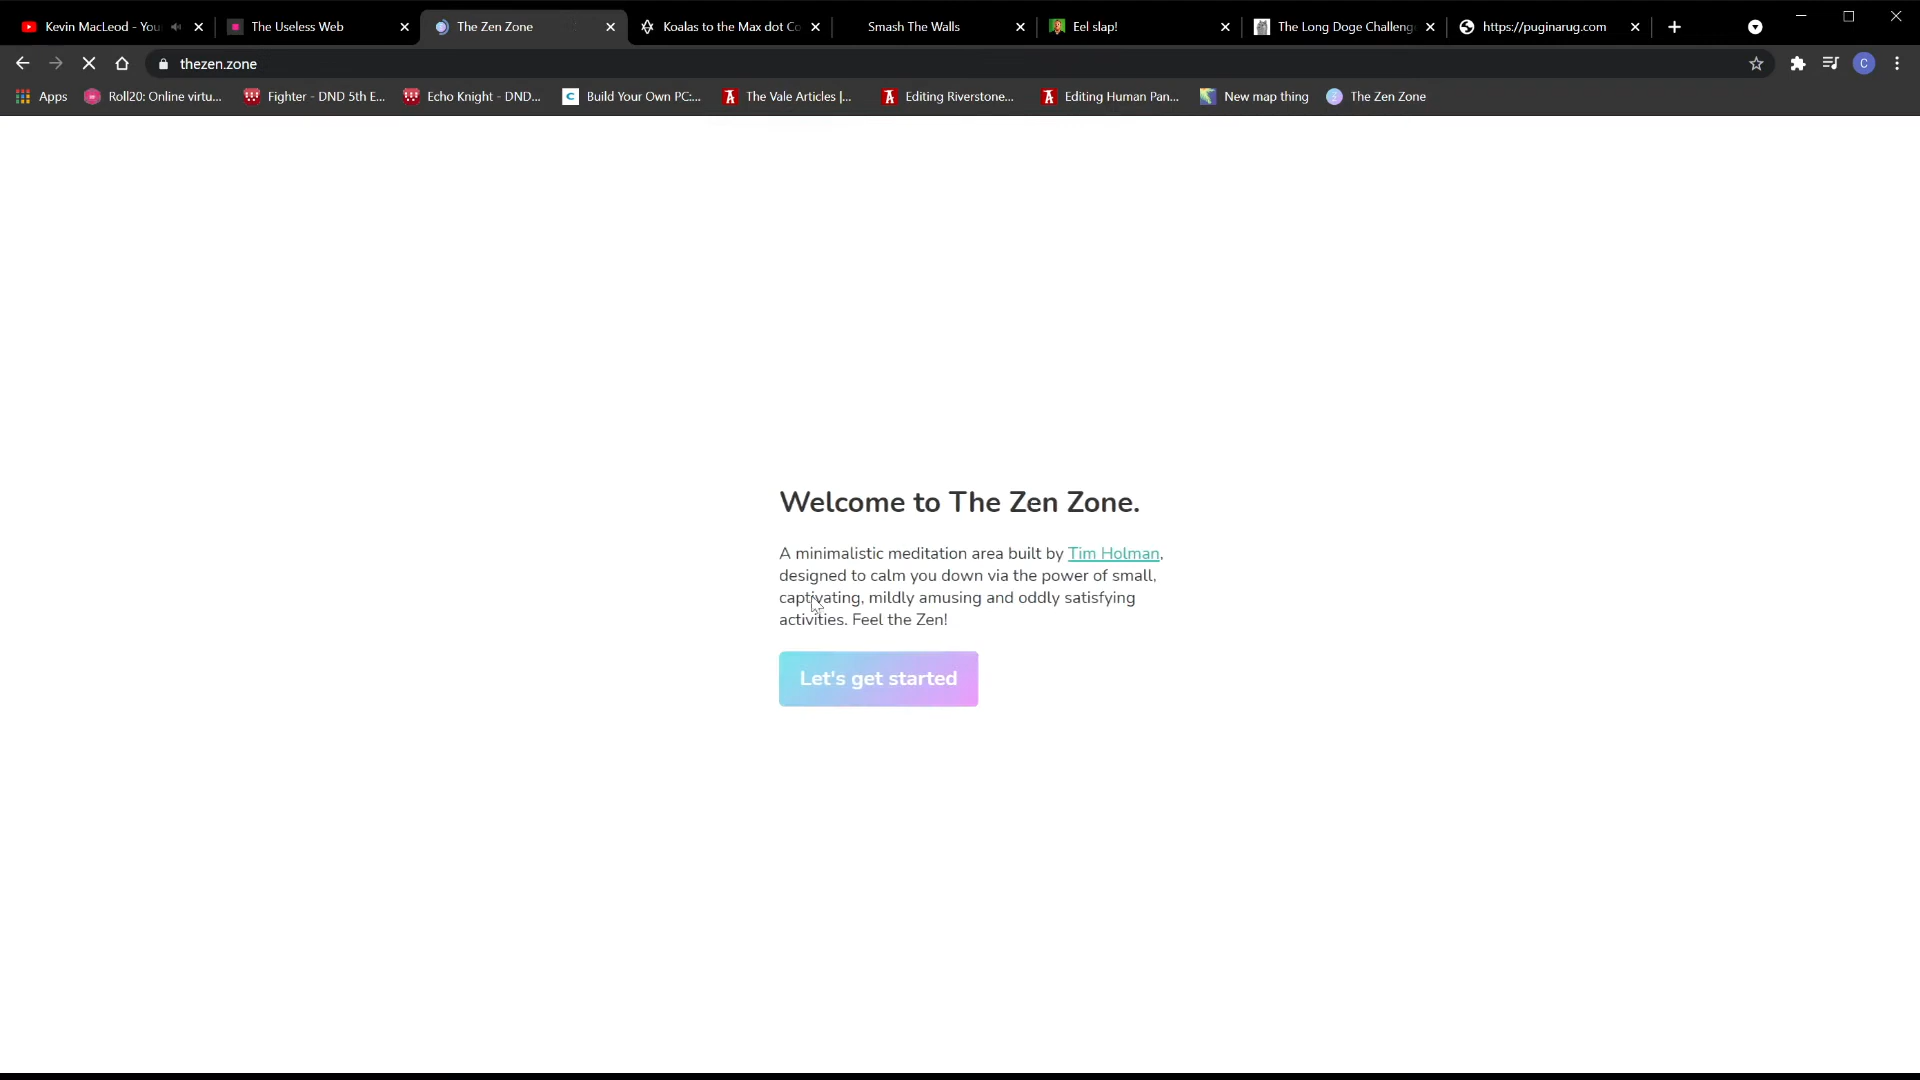 Kevin MacLeod - You
The Useless Web
The Zen Zone
Koalas to the Max dot Co
Smash The Walls
Eel slap!
The Long Doge Challeng
https://puginarug.com
thezen.zone
C
Apps
Roll20: Online virtu...
Fighter - DND 5th E...
Echo Knight - DND...
C
Build Your Own PC:...
The Vale Articles |...
Editing Riverstone...
Editing Human Pan...
New map thing
The Zen Zone
Welcome to The Zen Zone.
A minimalistic meditation area built by Tim Holman,
designed to calm you down via the power of small,
captivating, mildly amusing and oddly satisfying
activities. Feel the Zen!
Let's get started